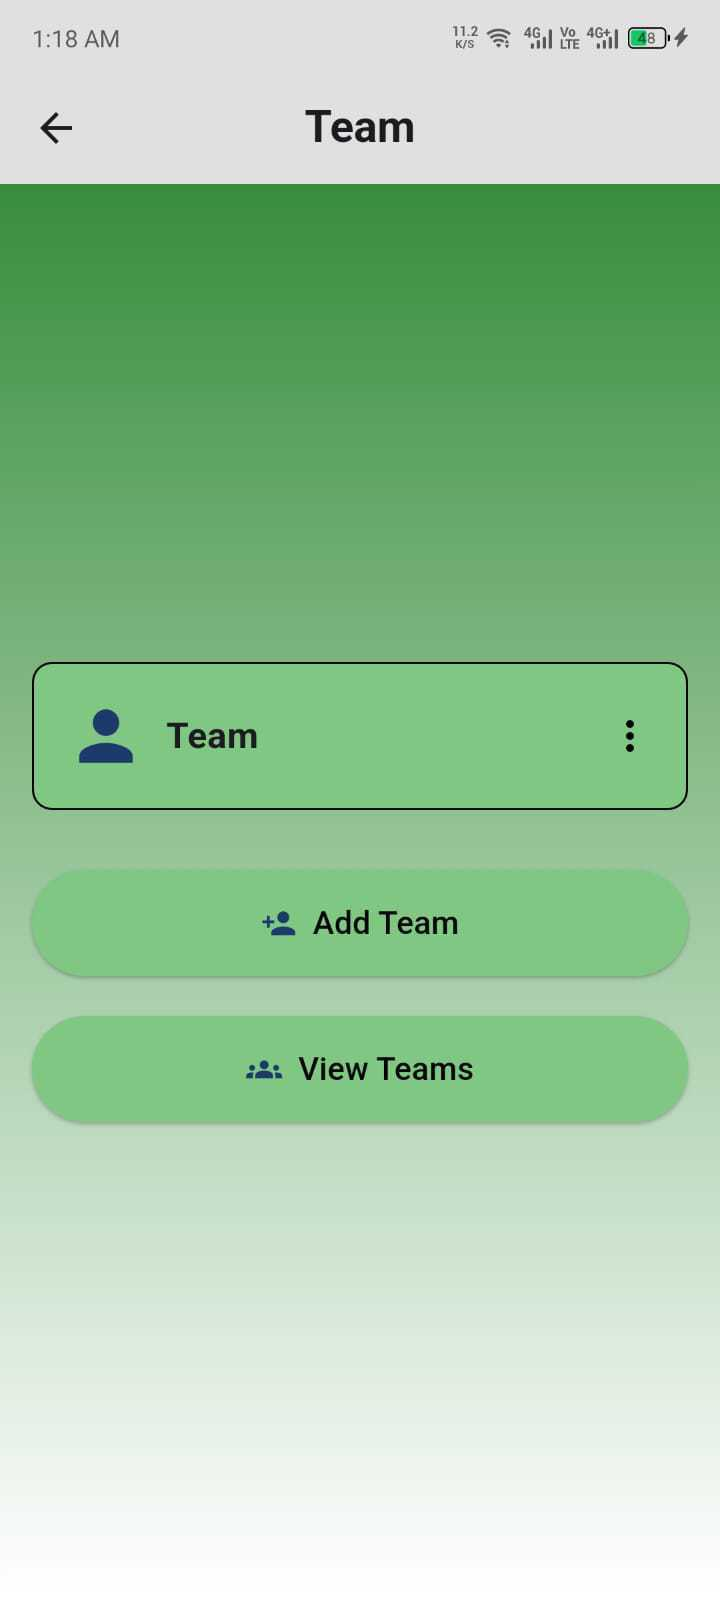 1:18 AM 11.2 K/S 4G Vo LTE 4G+ 48
Team
Team
Add Team
View Teams